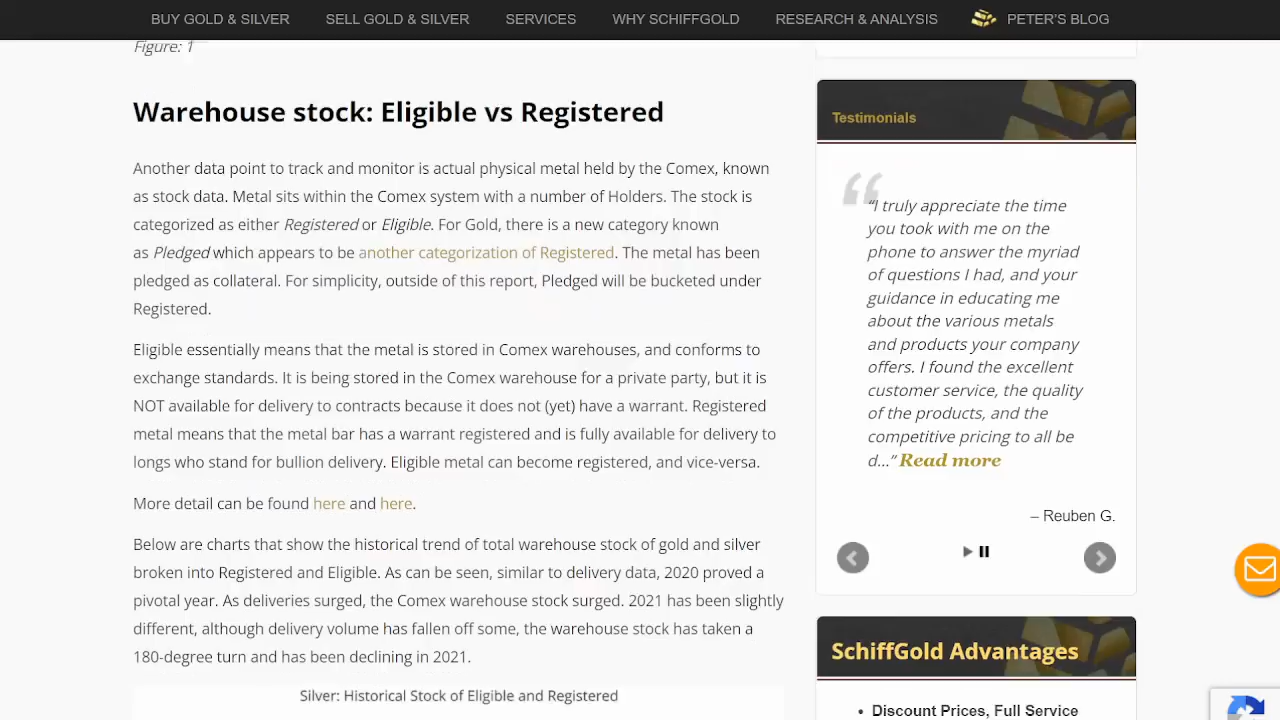 BUY GOLD & SILVER SELL GOLD & SILVER SERVICES WHY SCHIFFGOLD RESEARCH & ANALYSIS PETER'S BLOG
Figure: 1
Warehouse stock: Eligible vs Registered
Another data point to track and monitor is actual physical metal held by the Comex, known
as stock data. Metal sits within the Comex system with a number of Holders. The stock is
categorized as either Registered or Eligible. For Gold, there is a new category known
as Pledged which appears to be another categorization of Registered. The metal has been
pledged as collateral. For simplicity, outside of this report, Pledged will be bucketed under
Registered.
Eligible essentially means that the metal is stored in Comex warehouses, and conforms to
exchange standards. It is being stored in the Comex warehouse for a private party, but it is
NOT available for delivery to contracts because it does not (yet) have a warrant. Registered
metal means that the metal bar has a warrant registered and is fully available for delivery to
longs who stand for bullion delivery. Eligible metal can become registered, and vice-versa.
More detail can be found here and here.
Below are charts that show the historical trend of total warehouse stock of gold and silver
broken into Registered and Eligible. As can be seen, similar to delivery data, 2020 proved a
pivotal year. As deliveries surged, the Comex warehouse stock surged. 2021 has been slightly
different, although delivery volume has fallen off some, the warehouse stock has taken a
180-degree turn and has been declining in 2021.
Silver: Historical Stock of Eligible and Registered
Testimonials
“I truly appreciate the time
you took with me on the
phone to answer the myriad
of questions I had, and your
guidance in educating me
about the various metals
and products your company
offers. I found the excellent
customer service, the quality
of the products, and the
competitive pricing to all be
d...” Read more
– Reuben G.
SchiffGold Advantages
• Discount Prices, Full Service